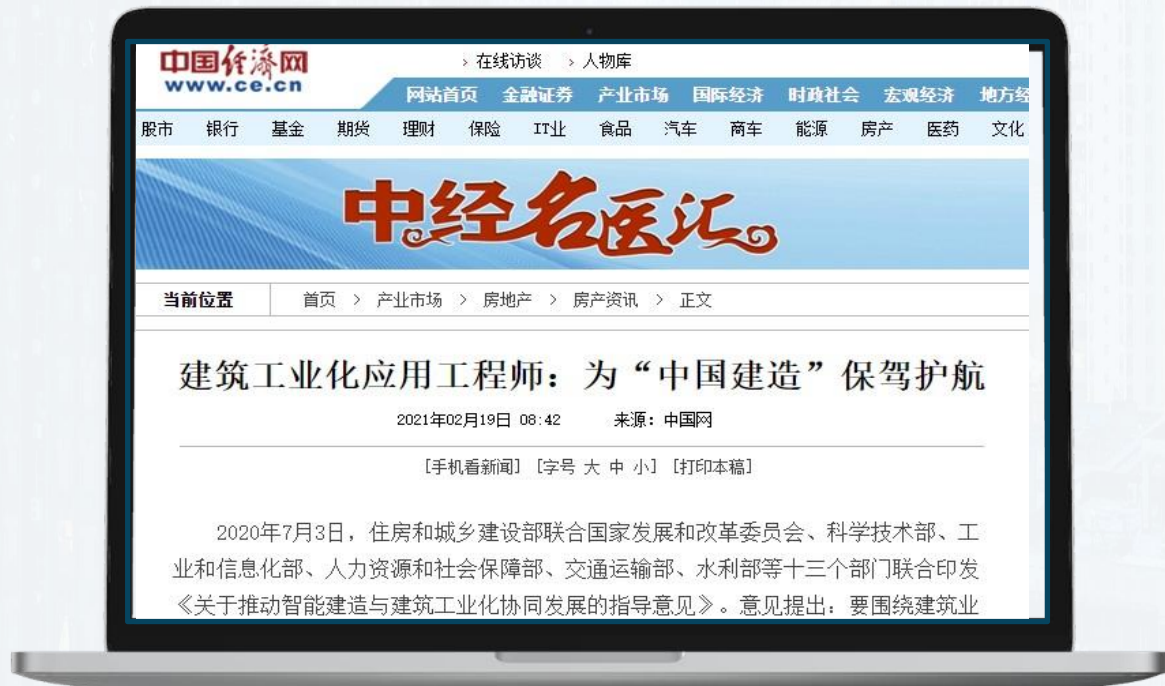 中国经济网
www.ce.cn
› 在线访谈 › 人物库
网站首页 金融证券 产业市场 国际经济 时政社会 宏观经济 地方经
股市 银行 基金 期货 理财 保险 IT业 食品 汽车 商车 能源 房产 医药 文化
中经名医汇
当前位置 首页 > 产业市场 > 房地产 > 房产资讯 > 正文
建筑工业化应用工程师：为“中国建造”保驾护航
2021年02月19日 08:42 来源：中国网
[手机看新闻] [字号 大 中 小] [打印本稿]
2020年7月3日，住房和城乡建设部联合国家发展和改革委员会、科学技术部、工
业和信息化部、人力资源和社会保障部、交通运输部、水利部等十三个部门联合印发
《关于推动智能建造与建筑工业化协同发展的指导意见》。意见提出：要围绕建筑业